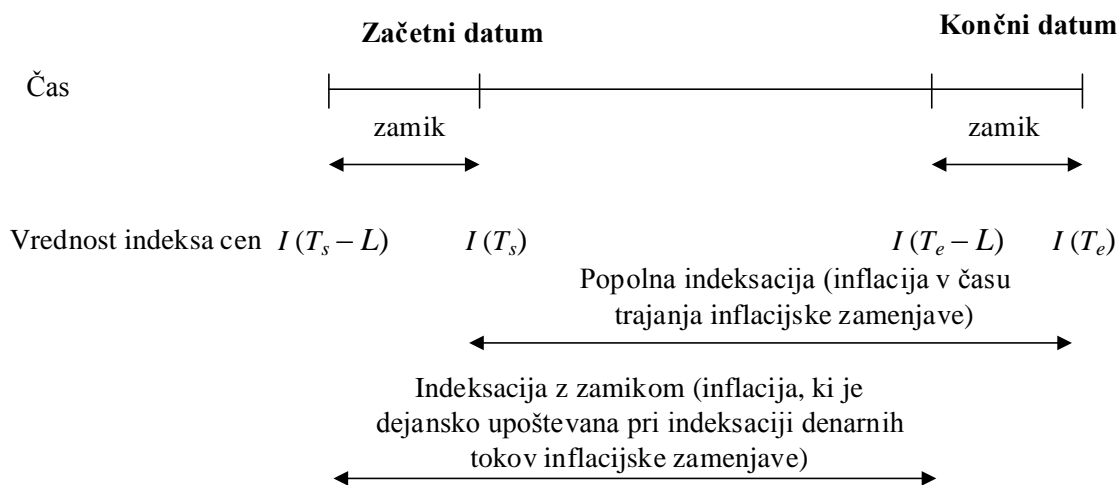 Začetni datum
Končni datum
Čas
zamik
zamik
Vrednost indeksa cen I (Tₛ – L) I (Tₛ) I (Tₑ – L) I (Tₑ)
Popolna indeksacija (inflacija v času
trajanja inflacijske zamenjave)
Indeksacija z zamikom (inflacija, ki je
dejansko upoštevana pri indeksaciji denarnih
tokov inflacijske zamenjave)